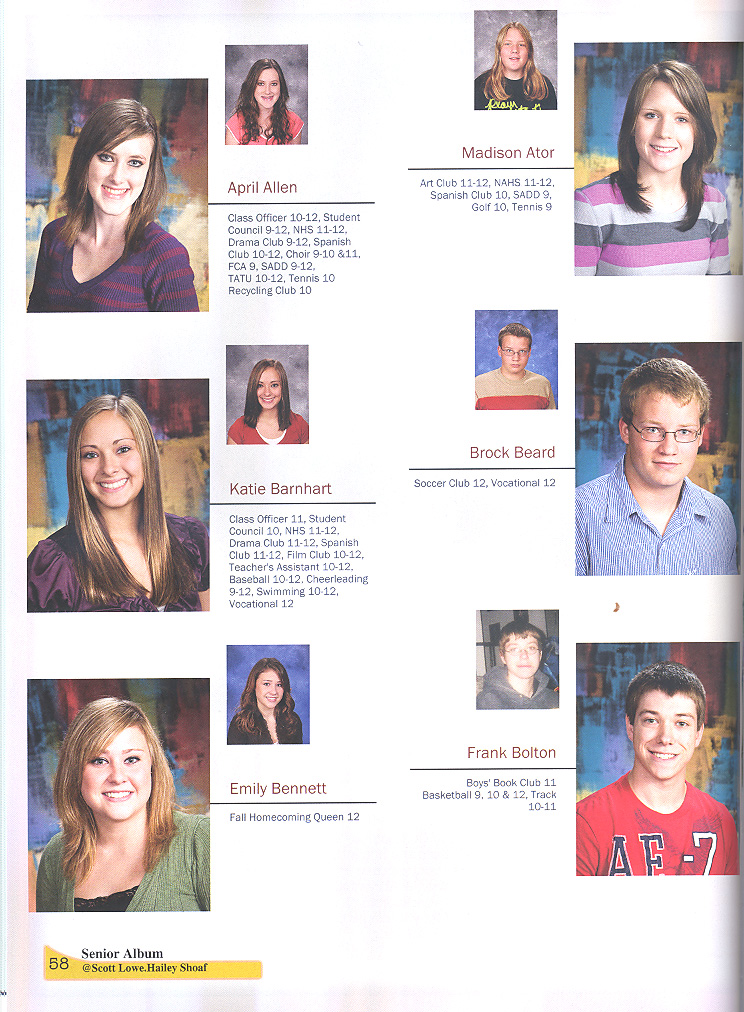 April Allen
Class Officer 10-12, Student
Council 9-12, NHS 11-12,
Drama Club 9-12, Spanish
Club 10-12, Choir 9-10 &11,
FCA 9, SADD 9-12,
TATU 10-12, Tennis 10
Recycling Club 10
Madison Ator
Art Club 11-12, NAHS 11-12,
Spanish Club 10, SADD 9,
Golf 10, Tennis 9
Katie Barnhart
Class Officer 11, Student
Council 10, NHS 11-12,
Drama Club 11-12, Spanish
Club 11-12, Film Club 10-12,
Teacher's Assistant 10-12,
Baseball 10-12. Cheerleading
9-12, Swimming 10-12,
Vocational 12
Brock Beard
Soccer Club 12, Vocational 12
Emily Bennett
Fall Homecoming Queen 12
Frank Bolton
Boys' Book Club 11
Basketball 9, 10 & 12, Track
10-11
AE-7
58
Senior Album
@Scott Lowe.Hailey Shoaf